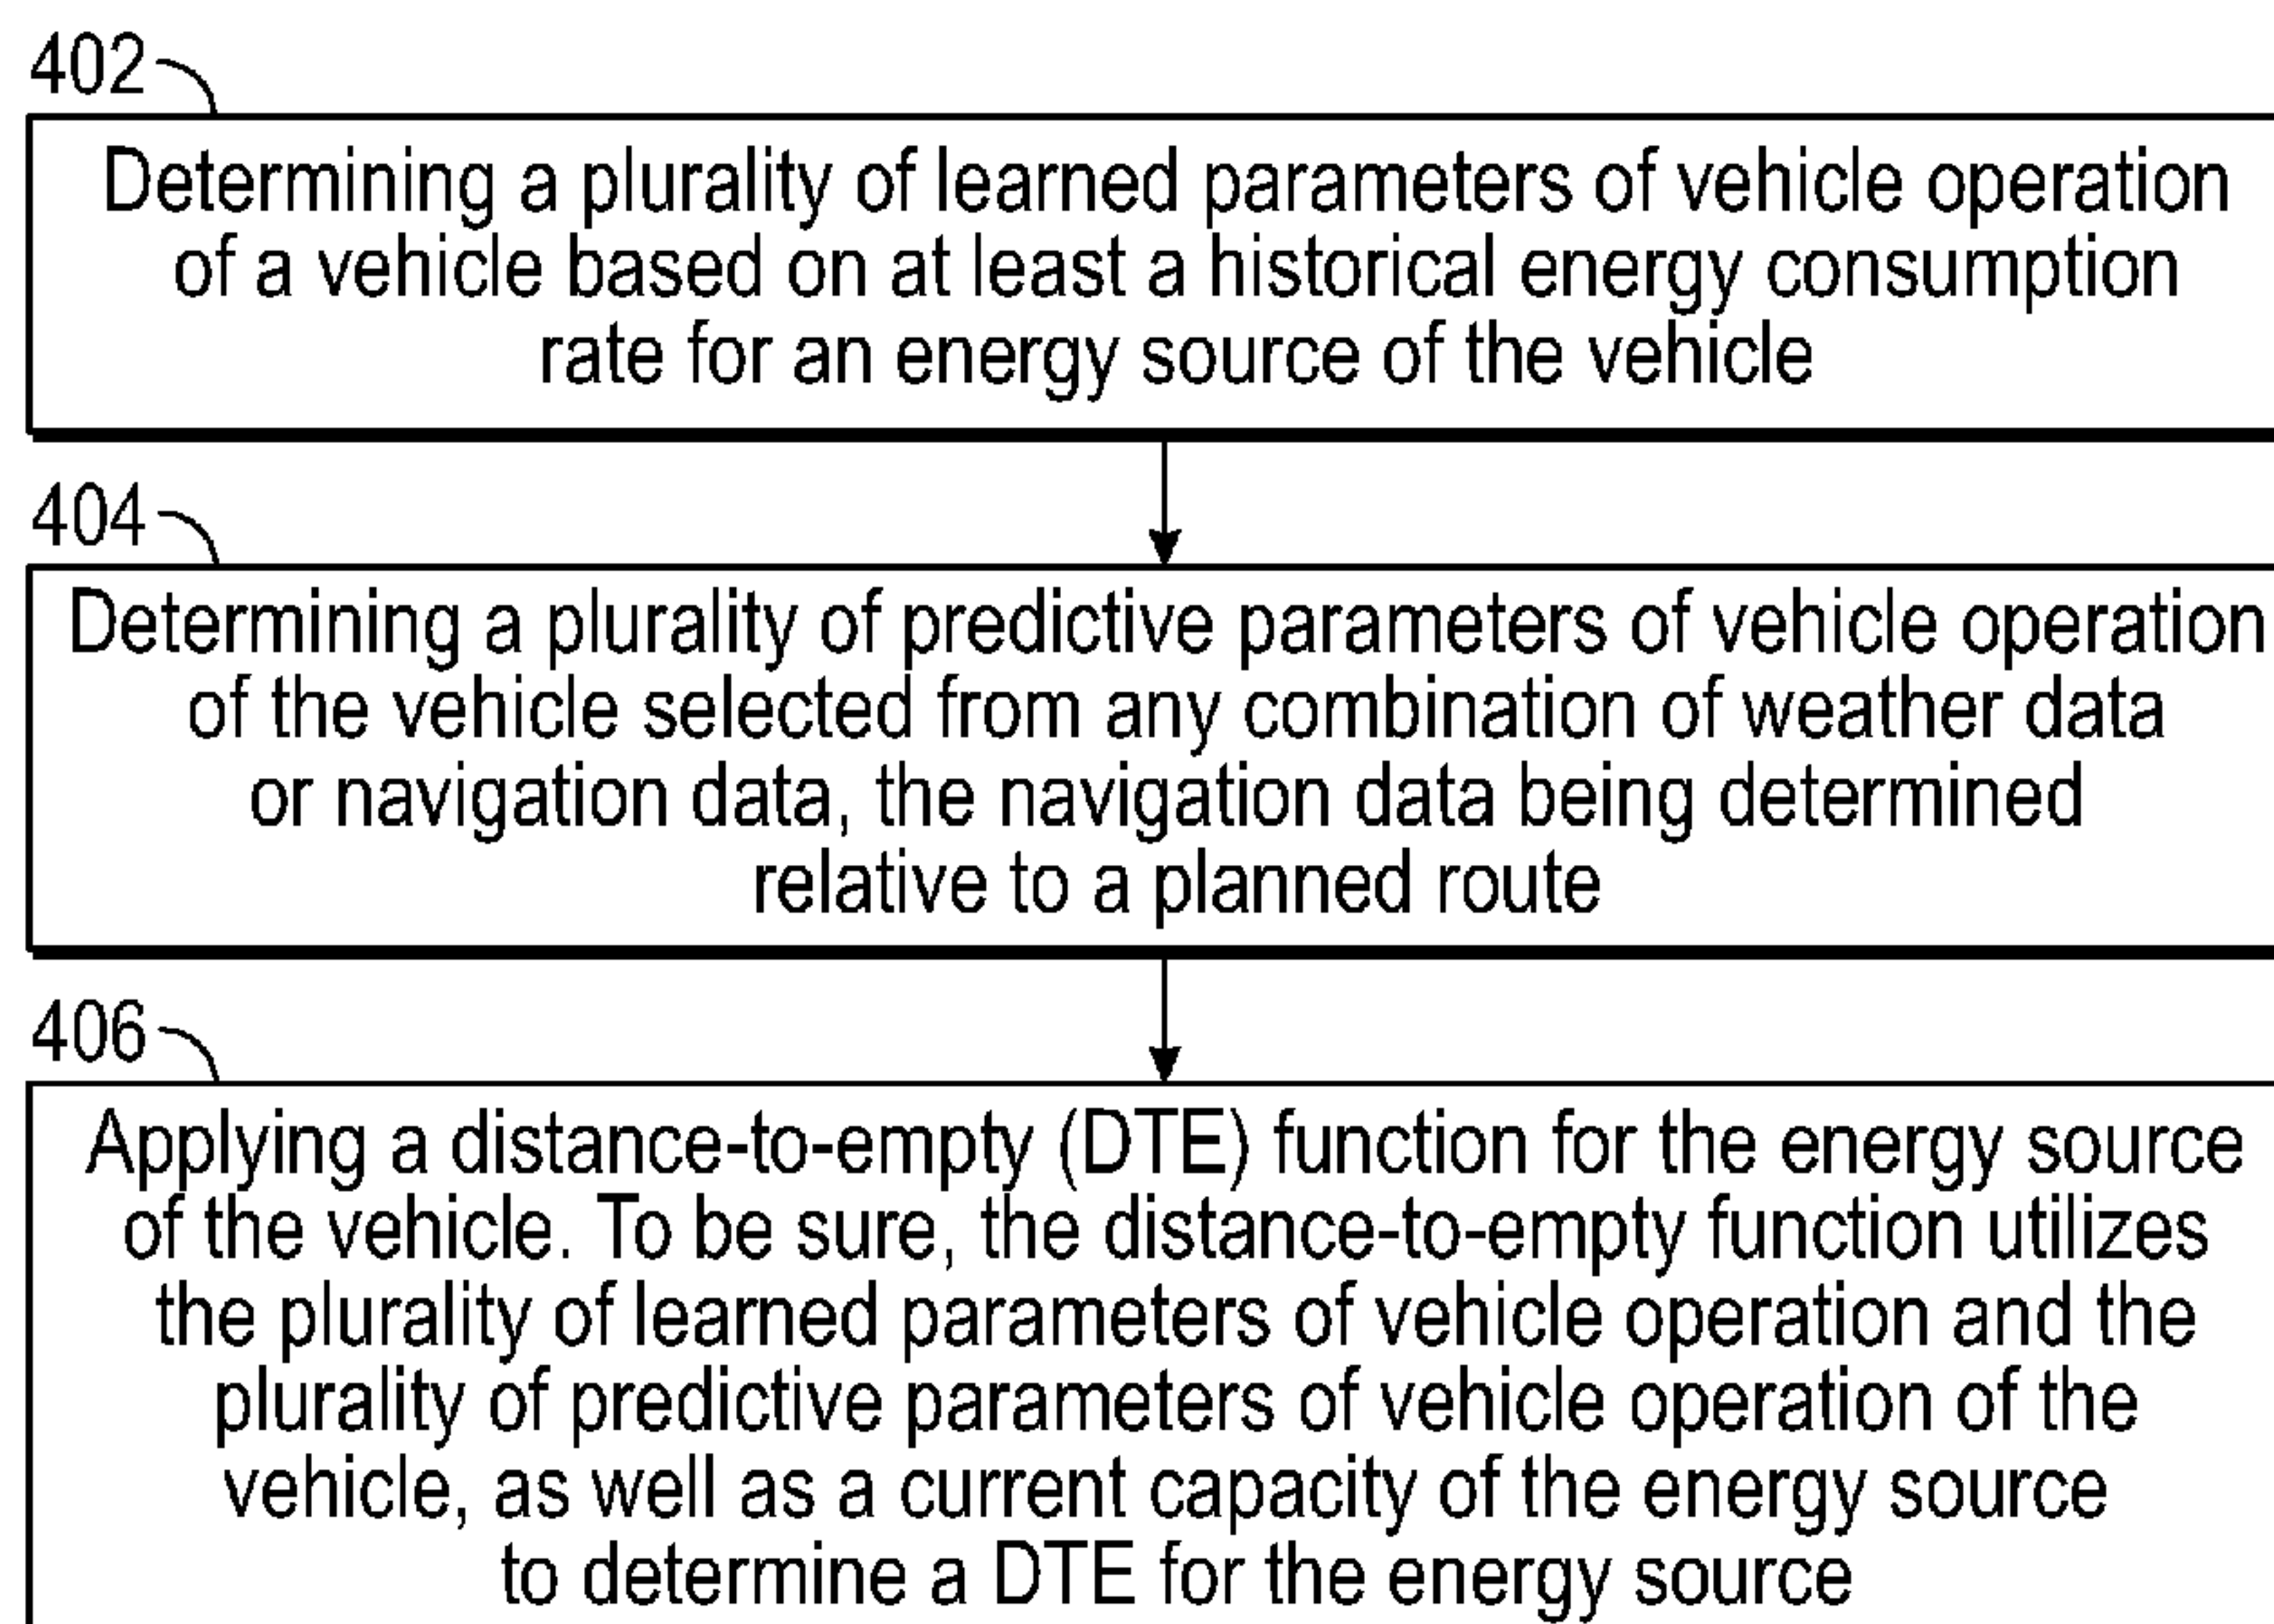 402
Determining a plurality of learned parameters of vehicle operation
of a vehicle based on at least a historical energy consumption
rate for an energy source of the vehicle
404
Determining a plurality of predictive parameters of vehicle operation
of the vehicle selected from any combination of weather data
or navigation data, the navigation data being determined
relative to a planned route
406
Applying a distance-to-empty (DTE) function for the energy source
of the vehicle. To be sure, the distance-to-empty function utilizes
the plurality of learned parameters of vehicle operation and the
plurality of predictive parameters of vehicle operation of the
vehicle, as well as a current capacity of the energy source
to determine a DTE for the energy source